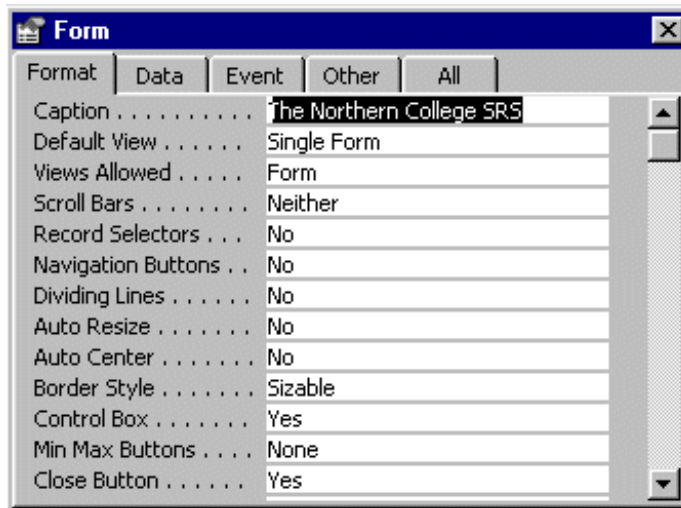 Form
Format Data Event Other All
Caption . . . . . . . . . . The Northern College SRS
Default View . . . . . . Single Form
Views Allowed . . . . . Form
Scroll Bars . . . . . . . . Neither
Record Selectors . . . No
Navigation Buttons . . No
Dividing Lines . . . . . . No
Auto Resize . . . . . . . No
Auto Center . . . . . . . No
Border Style . . . . . . . Sizable
Control Box . . . . . . . Yes
Min Max Buttons . . . . None
Close Button . . . . . . Yes